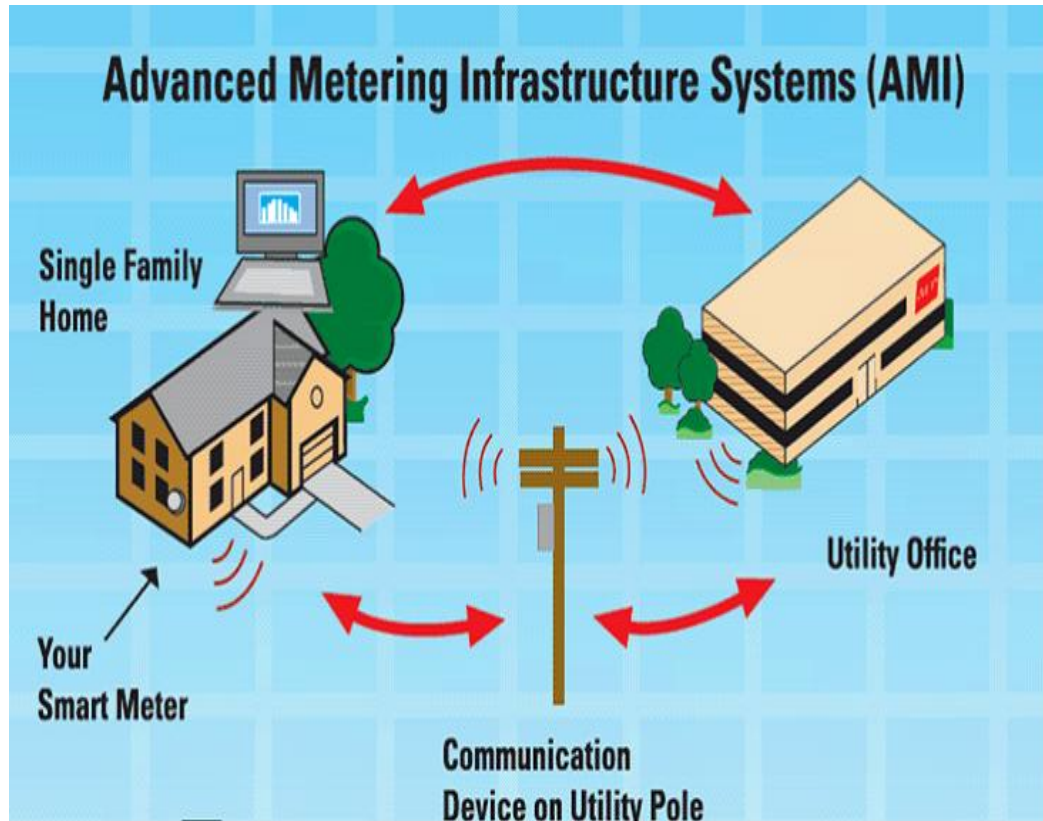 Advanced Metering Infrastructure Systems (AMI)
Single Family
Home
Utility Office
Your
Smart Meter
Communication
Device on Utility Pole